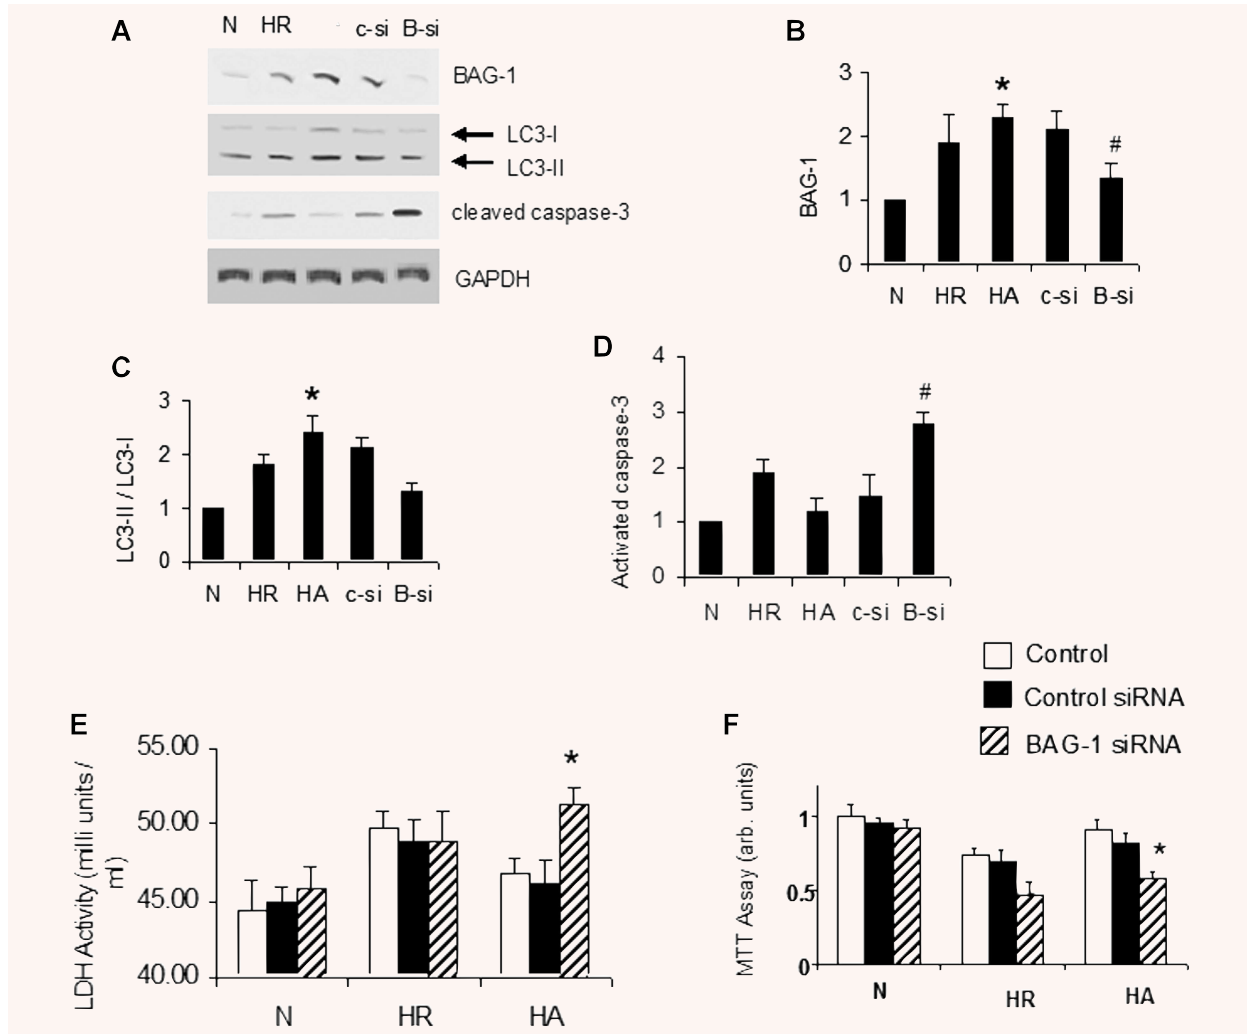 A
N HR c-si B-si
BAG-1
LC3-I
LC3-II
cleaved caspase-3
GAPDH
B
3
2
1
0
BAG-1
*
#
N HR HA c-si B-si
C
3
2
1
0
LC3-II / LC3-I
*
N HR HA c-si B-si
D
4
3
2
1
0
Activated caspase-3
#
N HR HA c-si B-si
Control
Control siRNA
BAG-1 siRNA
E
55.00
50.00
45.00
40.00
LDH Activity (milli units /
ml)
*
N HR HA
F
1
0.5
0
MTT Assay (arb. units)
*
N HR HA